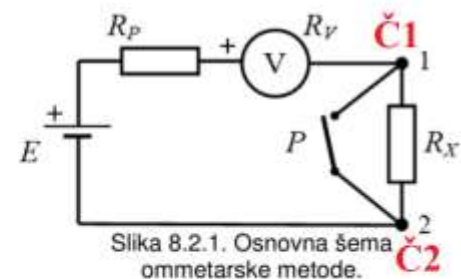 R_P
+
R_V
V
Č1
1
+
E
P
R_X
2
Č2
Slika 8.2.1. Osnovna šema
ommetarske metode.